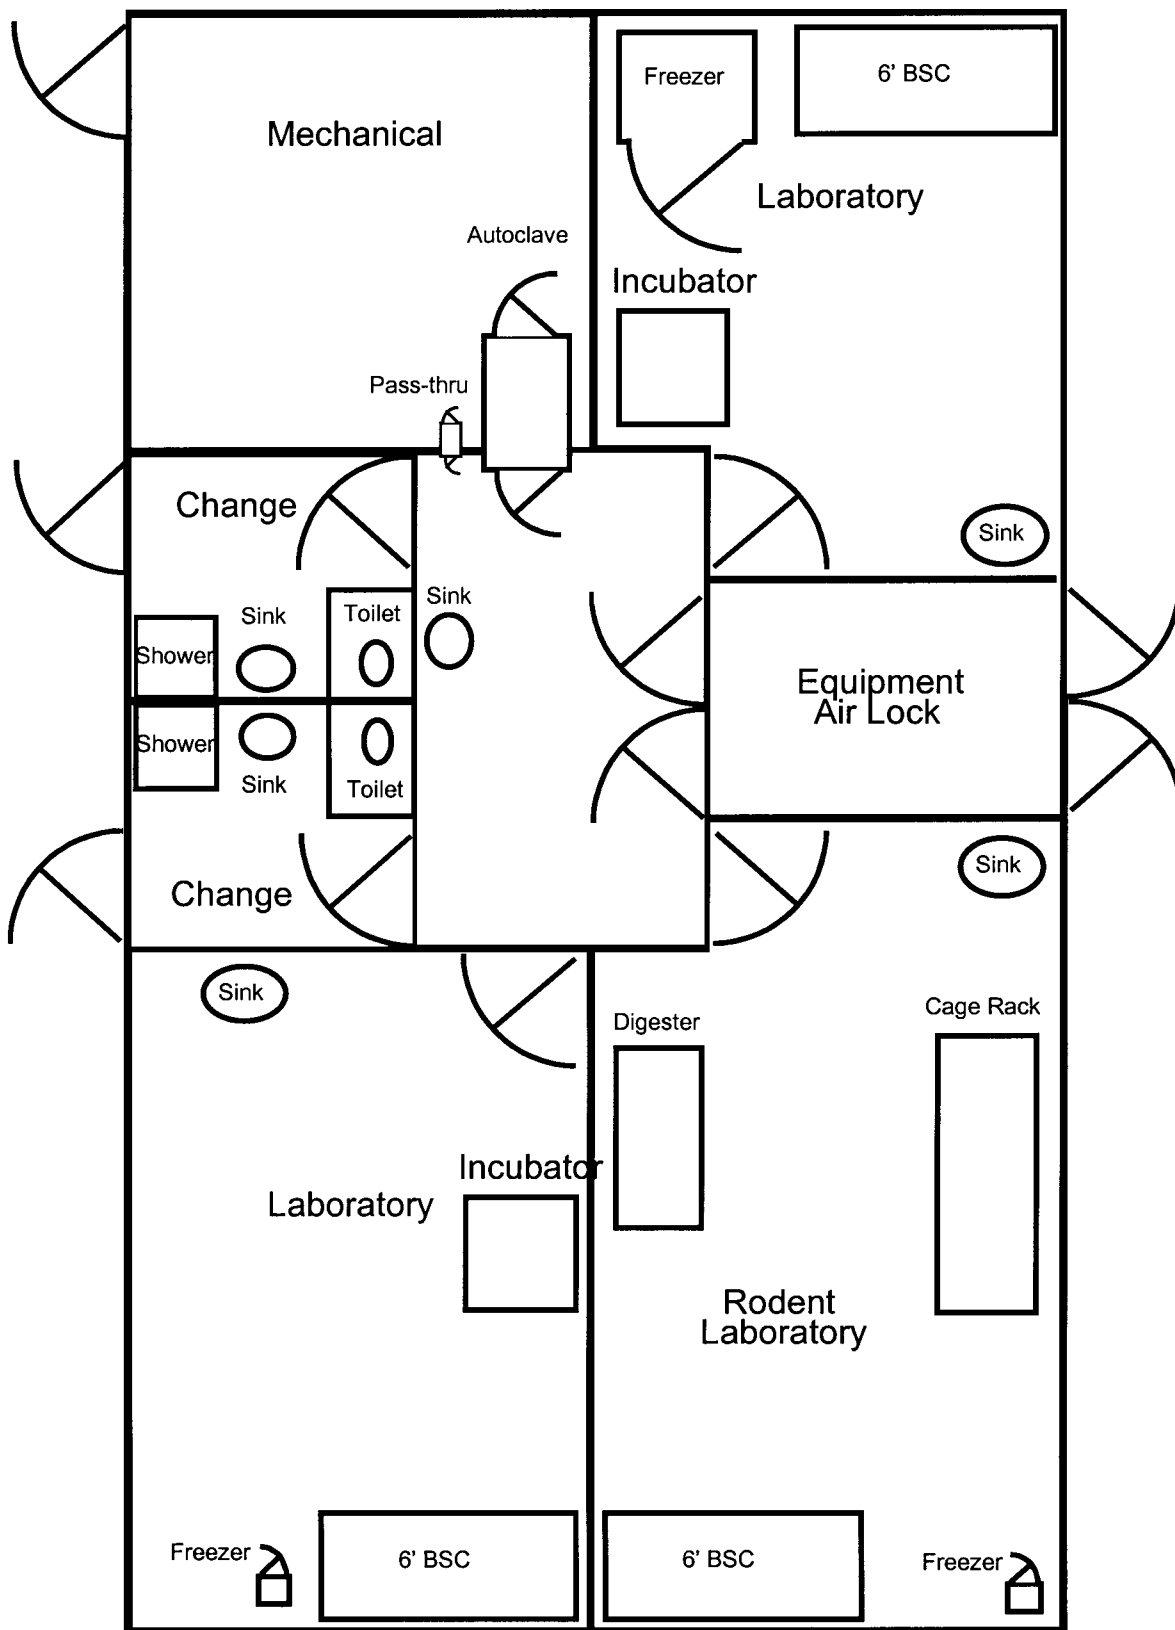 Freezer
6' BSC
Mechanical
Laboratory
Autoclave
Incubator
Pass-thru
Change
Sink
Sink
Toilet
Sink
Shower
Equipment
Air Lock
Shower
Sink
Toilet
Sink
Change
Sink
Digester
Cage Rack
Incubator
Laboratory
Rodent
Laboratory
Freezer
6' BSC
6' BSC
Freezer